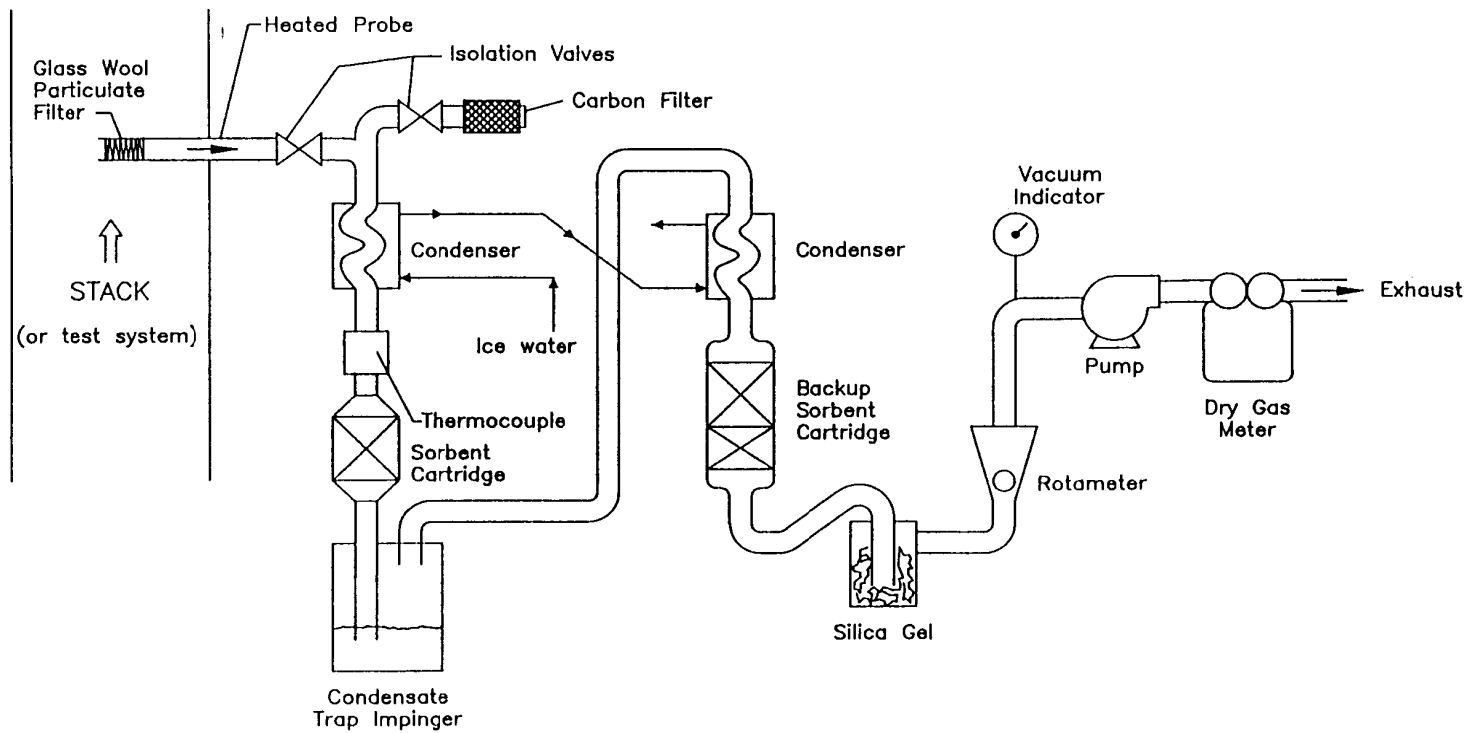 Heated Probe
Isolation Valves
Glass Wool
Particulate
Filter
Carbon Filter
Vacuum
Indicator
Condenser
Condenser
STACK
(or test system)
Exhaust
Ice water
Pump
Thermocouple
Backup
Sorbent
Cartridge
Dry Gas
Meter
Sorbent
Cartridge
Rotameter
Silica Gel
Condensate
Trap Impinger